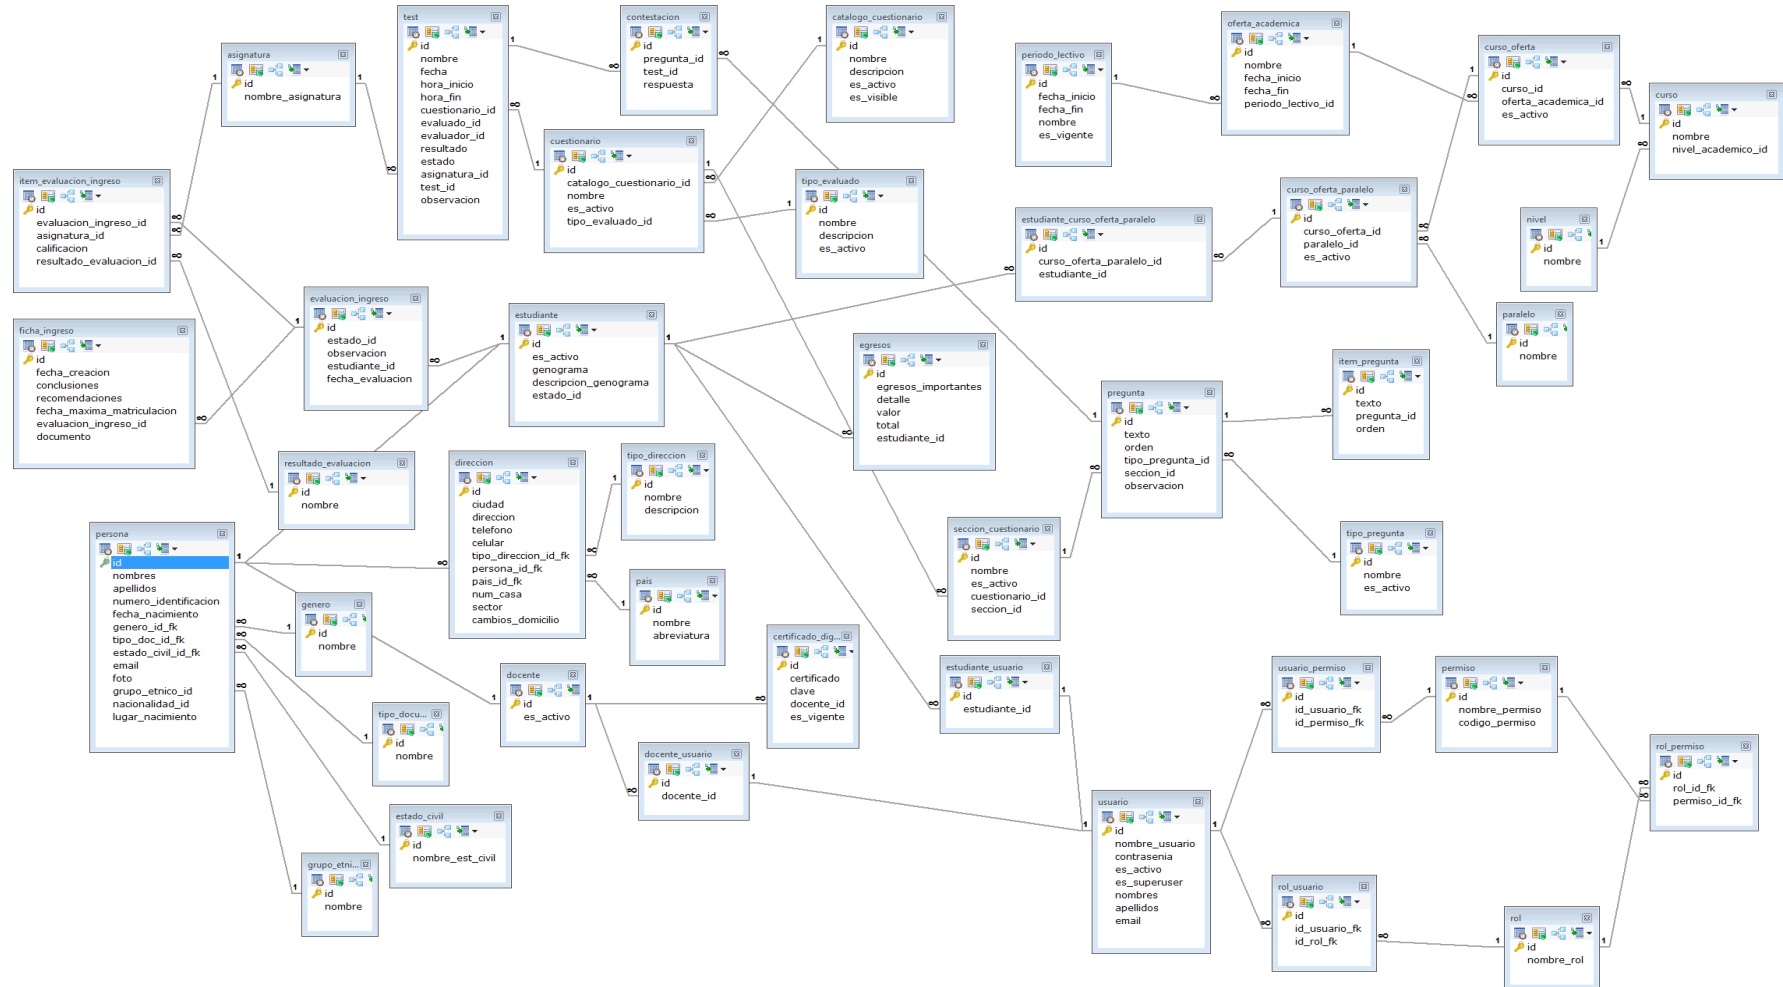 test
id
nombre
fecha
hora_inicio
hora_fin
cuestionario_id
evaluado_id
evaluador_id
resultado
estado
asignatura_id
test_id
observacion
contestacion
id
pregunta_id
test_id
respuesta
catalogo_cuestionario
id
nombre
descripcion
es_activo
es_visible
oferta_academica
id
nombre
fecha_inicio
fecha_fin
periodo_lectivo_id
asignatura
id
nombre_asignatura
periodo_lectivo
id
fecha_inicio
fecha_fin
nombre
es_vigente
curso_oferta
id
curso_id
oferta_academica_id
es_activo
curso
id
nombre
nivel_academico_id
cuestionario
id
catalogo_cuestionario_id
nombre
es_activo
tipo_evaluado_id
item_evaluacion_ingreso
id
evaluacion_ingreso_id
asignatura_id
calificacion
resultado_evaluacion_id
tipo_evaluado
id
nombre
descripcion
es_activo
curso_oferta_paralelo
id
curso_oferta_id
paralelo_id
es_activo
estudiante_curso_oferta_paralelo
id
curso_oferta_paralelo_id
estudiante_id
nivel
id
nombre
evaluacion_ingreso
id
estado_id
observacion
estudiante_id
fecha_evaluacion
estudiante
id
es_activo
genograma
descripcion_genograma
estado_id
paralelo
id
nombre
ficha_ingreso
id
fecha_creacion
conclusiones
recomendaciones
fecha_maxima_matriculacion
evaluacion_ingreso_id
documento
egresos
id
egresos_importantes
detalle
valor
total
estudiante_id
item_pregunta
id
texto
pregunta_id
orden
pregunta
id
texto
orden
tipo_pregunta_id
seccion_id
observacion
resultado_evaluacion
id
nombre
direccion
id
ciudad
direccion
telefono
celular
tipo_direccion_id_fk
persona_id_fk
pais_id_fk
num_casa
sector
cambios_domicilio
tipo_direccion
id
nombre
descripcion
persona
id
nombres
apellidos
numero_identificacion
fecha_nacimiento
genero_id_fk
tipo_doc_id_fk
estado_civil_id_fk
email
foto
grupo_etnico_id
nacionalidad_id
lugar_nacimiento
seccion_cuestionario
id
nombre
es_activo
cuestionario_id
seccion_id
tipo_pregunta
id
nombre
es_activo
pais
id
nombre
abreviatura
genero
id
nombre
certificado_dig...
id
certificado
clave
docente_id
es_vigente
docente
id
es_activo
estudiante_usuario
id
estudiante_id
usuario_permiso
id
id_usuario_fk
id_permiso_fk
permiso
id
nombre_permiso
codigo_permiso
tipo_docu...
id
nombre
docente_usuario
id
docente_id
rol_permiso
id
rol_id_fk
permiso_id_fk
usuario
id
nombre_usuario
contrasenia
es_activo
es_superuser
nombres
apellidos
email
estado_civil
id
nombre_est_civil
grupo_etni...
id
nombre
rol_usuario
id
id_usuario_fk
id_rol_fk
rol
id
nombre_rol